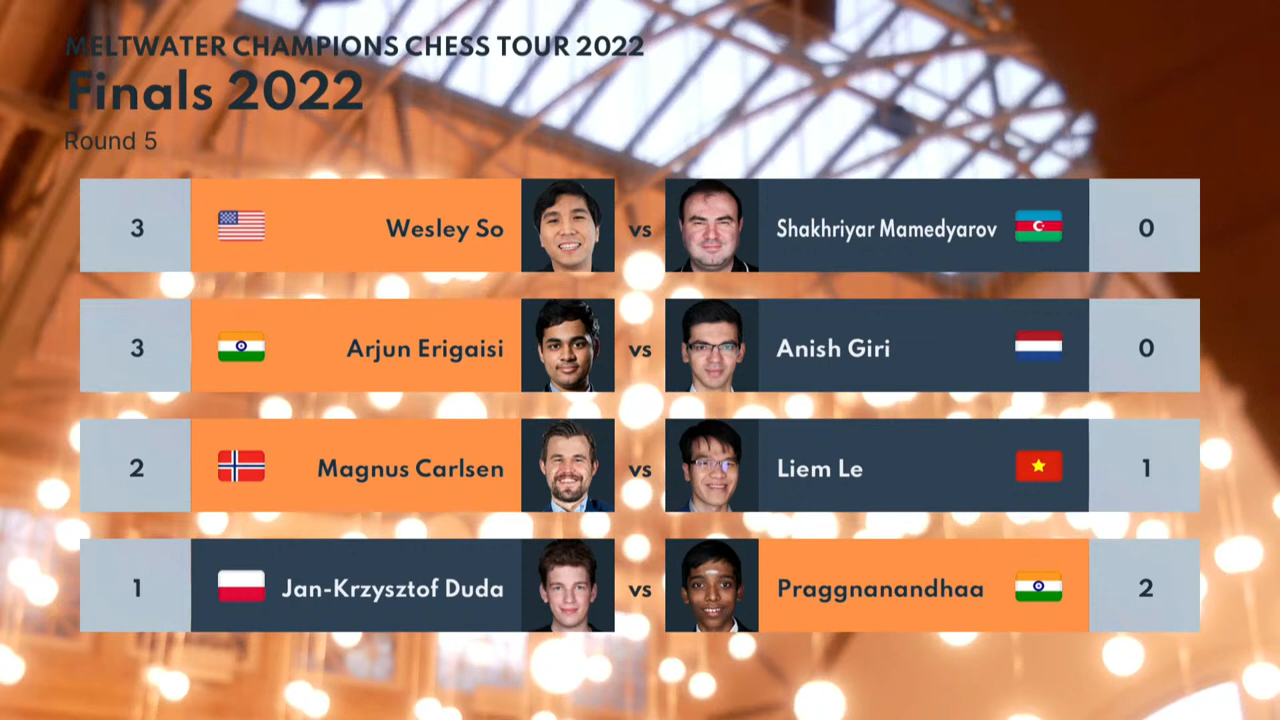 MELTWATER CHAMPIONS CHESS TOUR 2022
Finals 2022
Round 5
3 Wesley So vs Shakhriyar Mamedyarov 0
3 Arjun Erigaisi vs Anish Giri 0
2 Magnus Carlsen vs Liem Le 1
1 Jan-Krzysztof Duda vs Praggnanandhaa 2